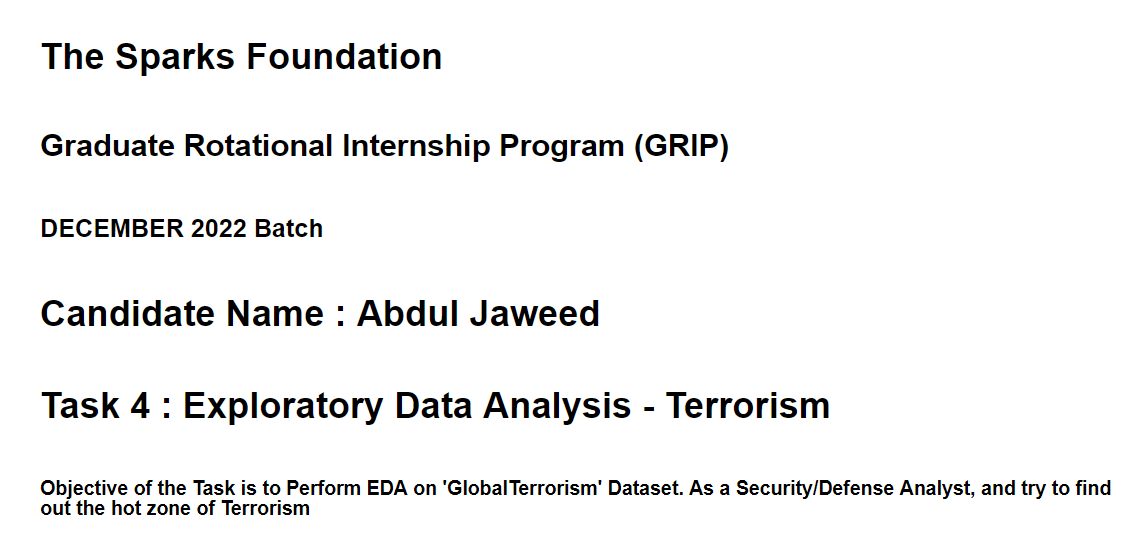 The Sparks Foundation
Graduate Rotational Internship Program (GRIP)
DECEMBER 2022 Batch
Candidate Name : Abdul Jaweed
Task 4 : Exploratory Data Analysis - Terrorism
Objective of the Task is to Perform EDA on 'GlobalTerrorism' Dataset. As a Security/Defense Analyst, and try to find
out the hot zone of Terrorism